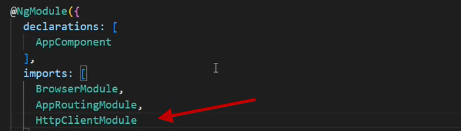 @NgModule({
declarations: [
AppComponent
],
imports: [
BrowserModule,
AppRoutingModule,
HttpClientModule